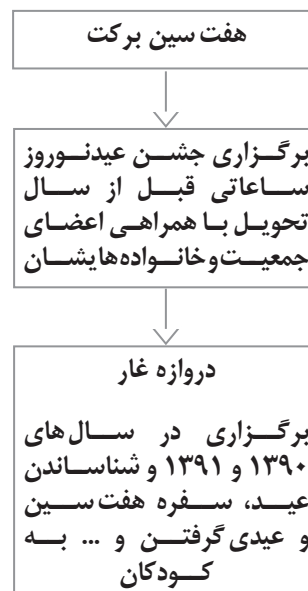 هفت سین برکت
برگزاری جشن عیدنوروز
ساعاتی قبل از سال
تحویل با همراهی اعضای
جمعیت و خانواده‌هایشان
دروازه غار
برگزاری در سال‌های
۱۳۹۰ و ۱۳۹۱ و شناساندن
عید، سفره هفت سین
و عیدی گرفتن و ... به
کودکان